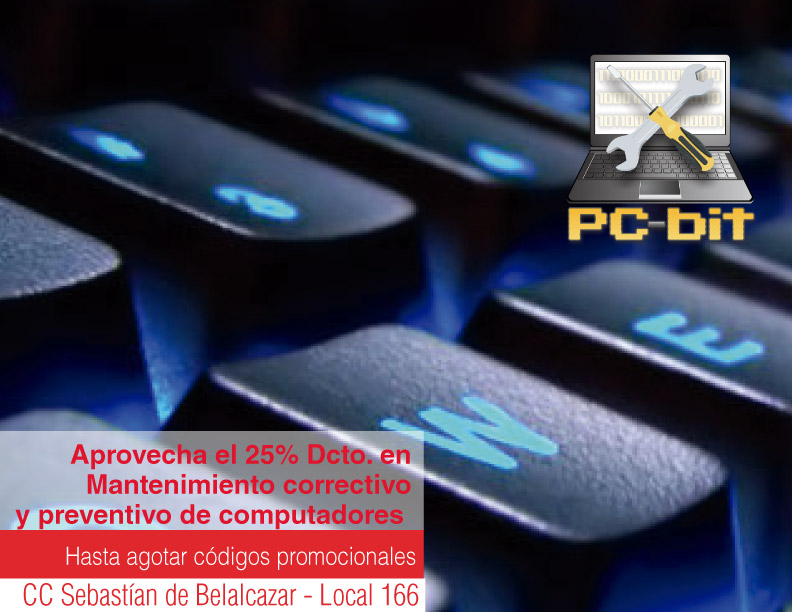 PC-bit
W
E
Aprovecha el 25% Dcto. en
Mantenimiento correctivo
y preventivo de computadores
Hasta agotar códigos promocionales
CC Sebastían de Belalcazar - Local 166